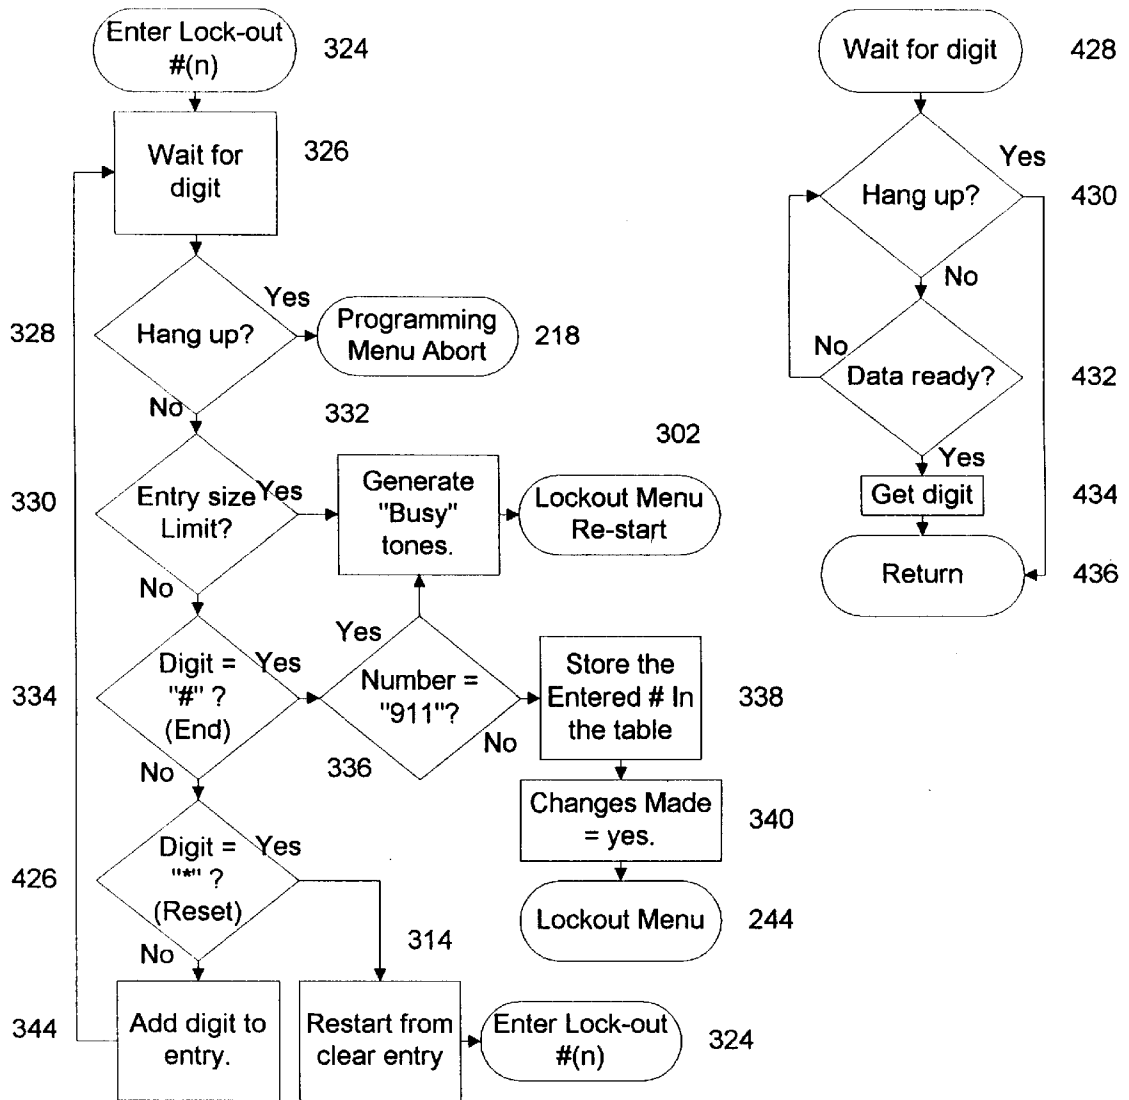 Enter Lock-out
#(n)
324
Wait for
digit
326
Hang up?
328
Yes
No
Programming
Menu Abort
218
332
302
Entry size
Limit?
330
Yes
No
Generate
"Busy"
tones.
Lockout Menu
Re-start
Digit =
"#" ?
(End)
334
Yes
No
Number =
"911"?
Yes
No
336
Store the
Entered # In
the table
338
Changes Made
= yes.
340
Lockout Menu
244
Digit =
"*" ?
(Reset)
426
Yes
No
314
Add digit to
entry.
344
Restart from
clear entry
Enter Lock-out
#(n)
324
Wait for digit
428
Hang up?
Yes
430
No
Data ready?
No
432
Yes
Get digit
434
Return
436